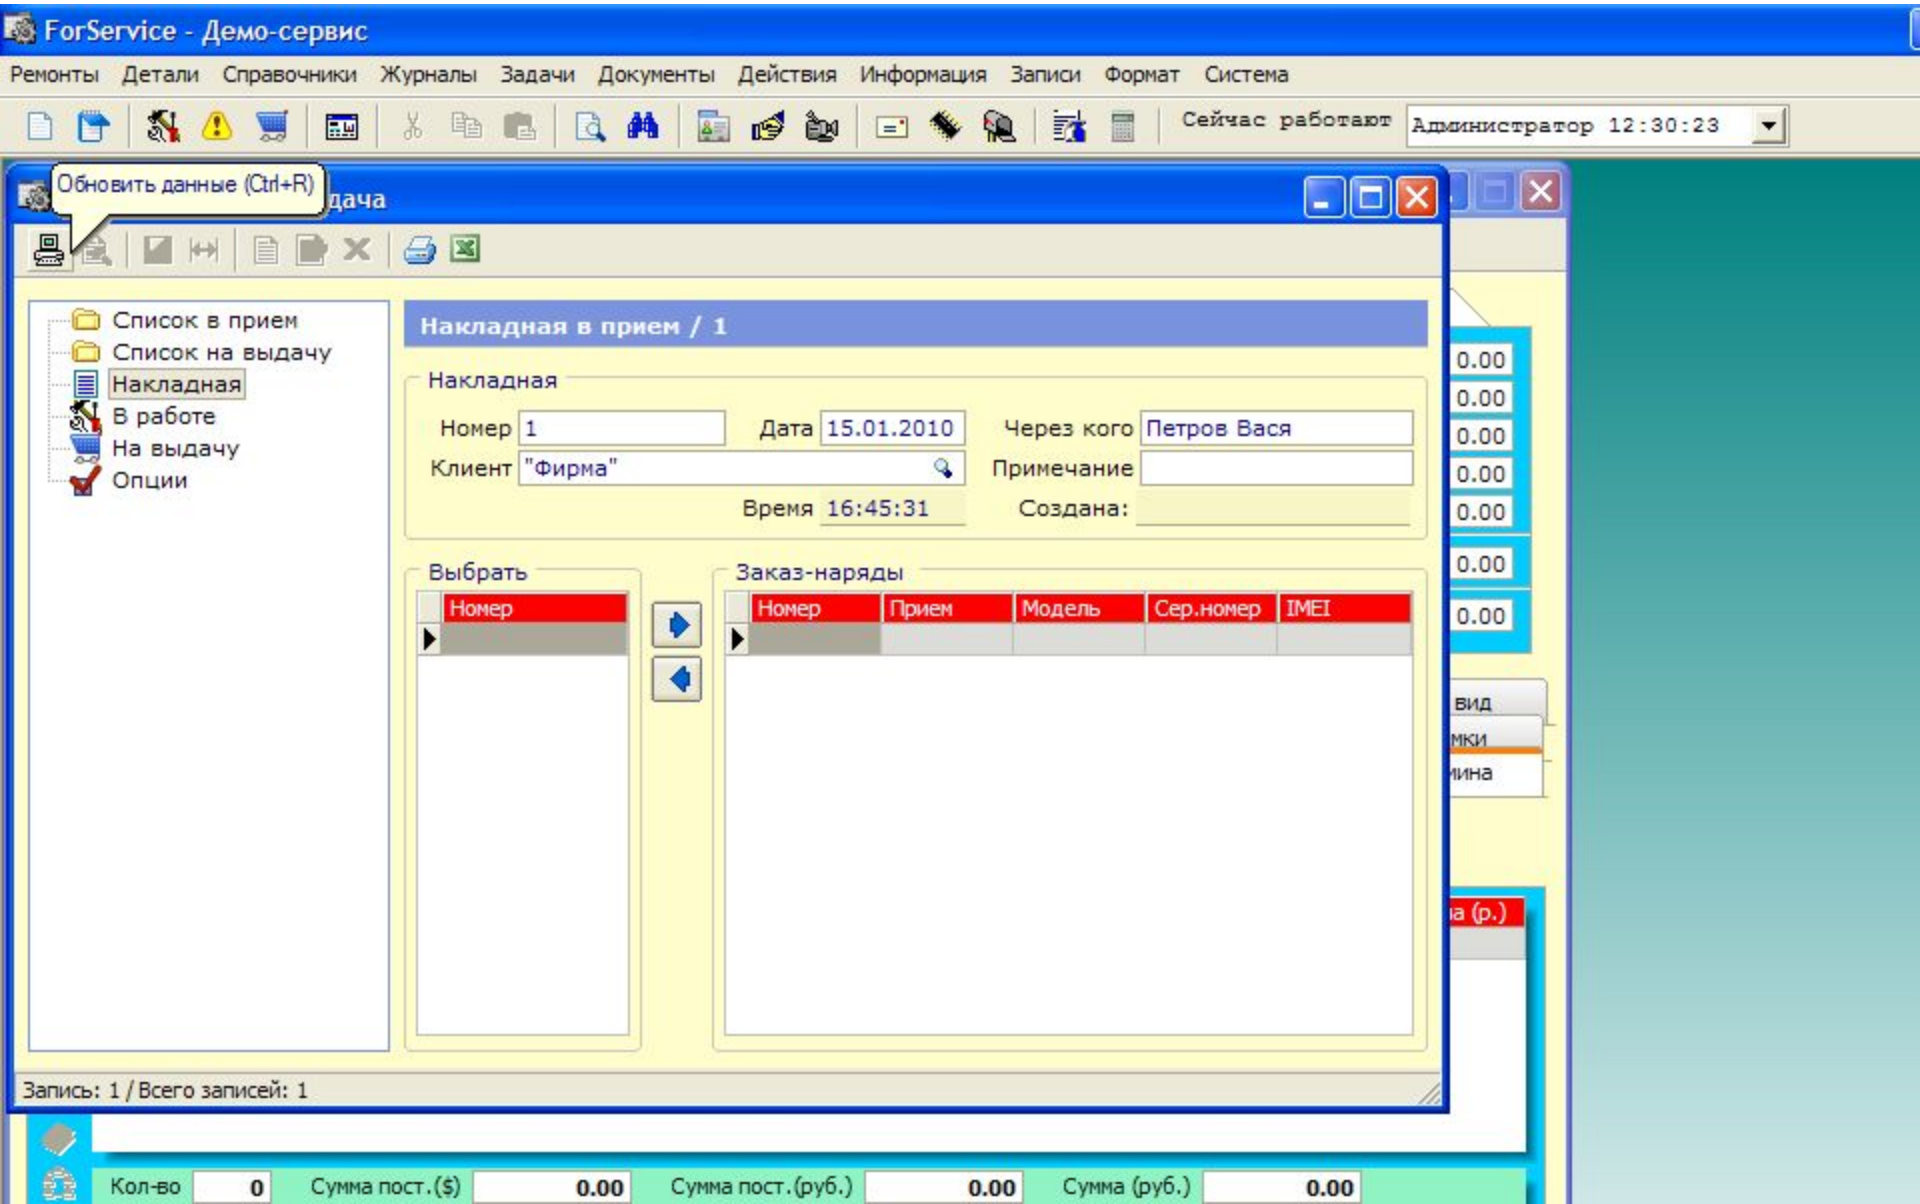 ForService - Демо-сервис
Ремонты Детали Справочники Журналы Задачи Документы Действия Информация Записи Формат Система
Сейчас работают Администратор 12:30:23
Обновить данные (Ctrl+R)
дача
Список в прием
Список на выдачу
Накладная
В работе
На выдачу
Опции
Накладная в прием / 1
Накладная
Номер 1 Дата 15.01.2010 Через кого Петров Вася
Клиент "Фирма" Примечание
Время 16:45:31 Создана:
Выбрать
Номер
Заказ-наряды
Номер Прием Модель Сер.номер IMEI
0.00
0.00
0.00
0.00
0.00
0.00
0.00
вид
мки
мина
на (р.)
Запись: 1 / Всего записей: 1
Кол-во 0 Сумма пост.($) 0.00 Сумма пост.(руб.) 0.00 Сумма (руб.) 0.00